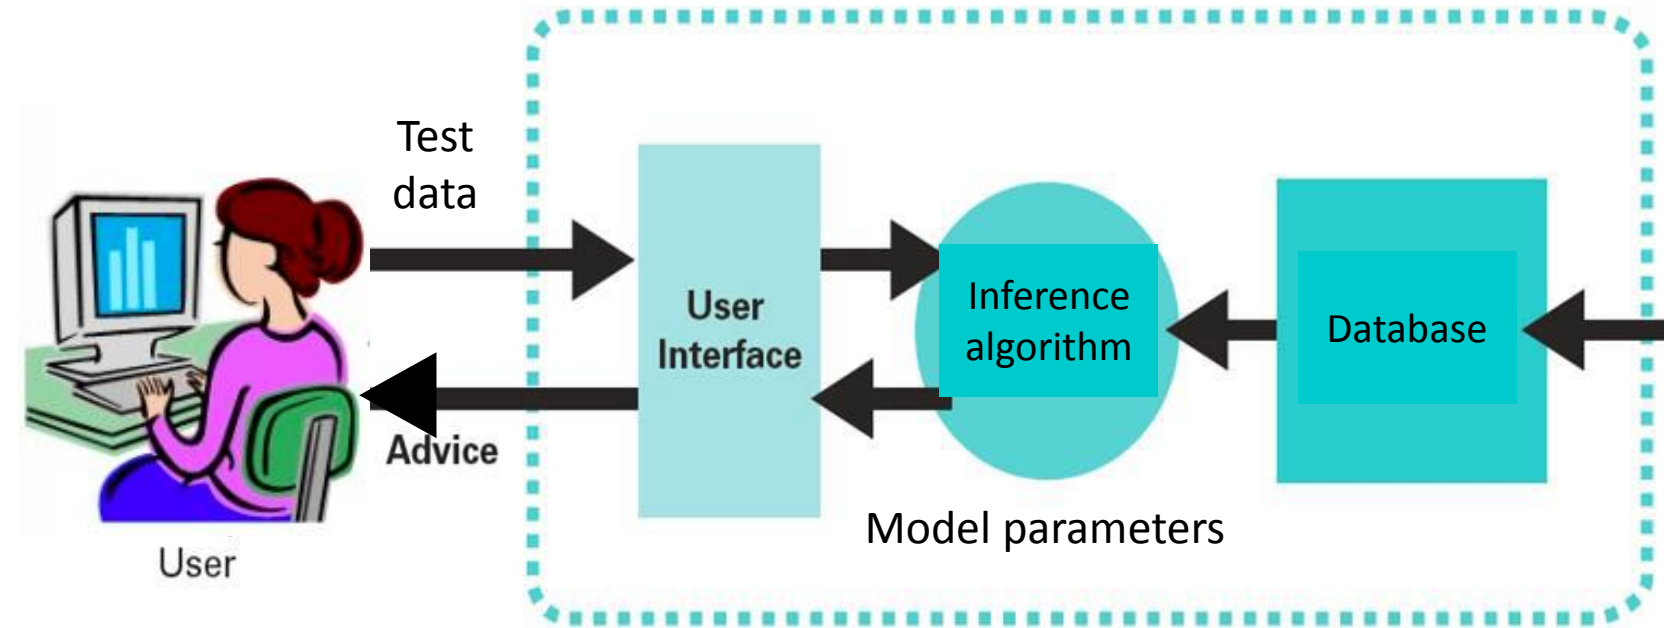 Test
data
User
Interface
Inference
algorithm
Database
Advice
Model parameters
User